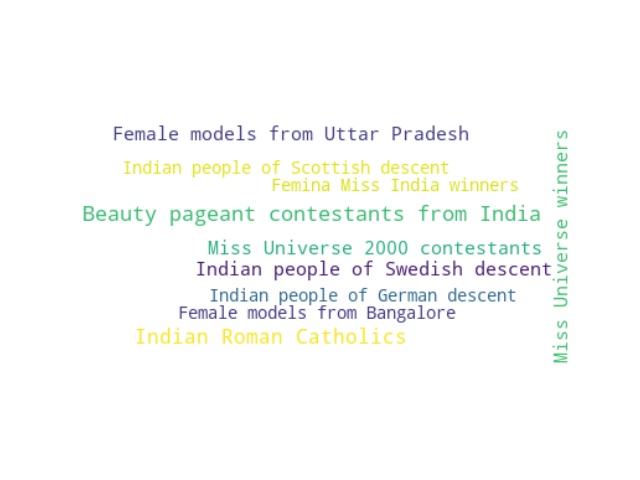 Female models from Uttar Pradesh
Indian people of Scottish descent
Femina Miss India winners
Beauty pageant contestants from India
Miss Universe 2000 contestants
Indian people of Swedish descent
Indian people of German descent
Female models from Bangalore
Indian Roman Catholics
Miss Universe winners